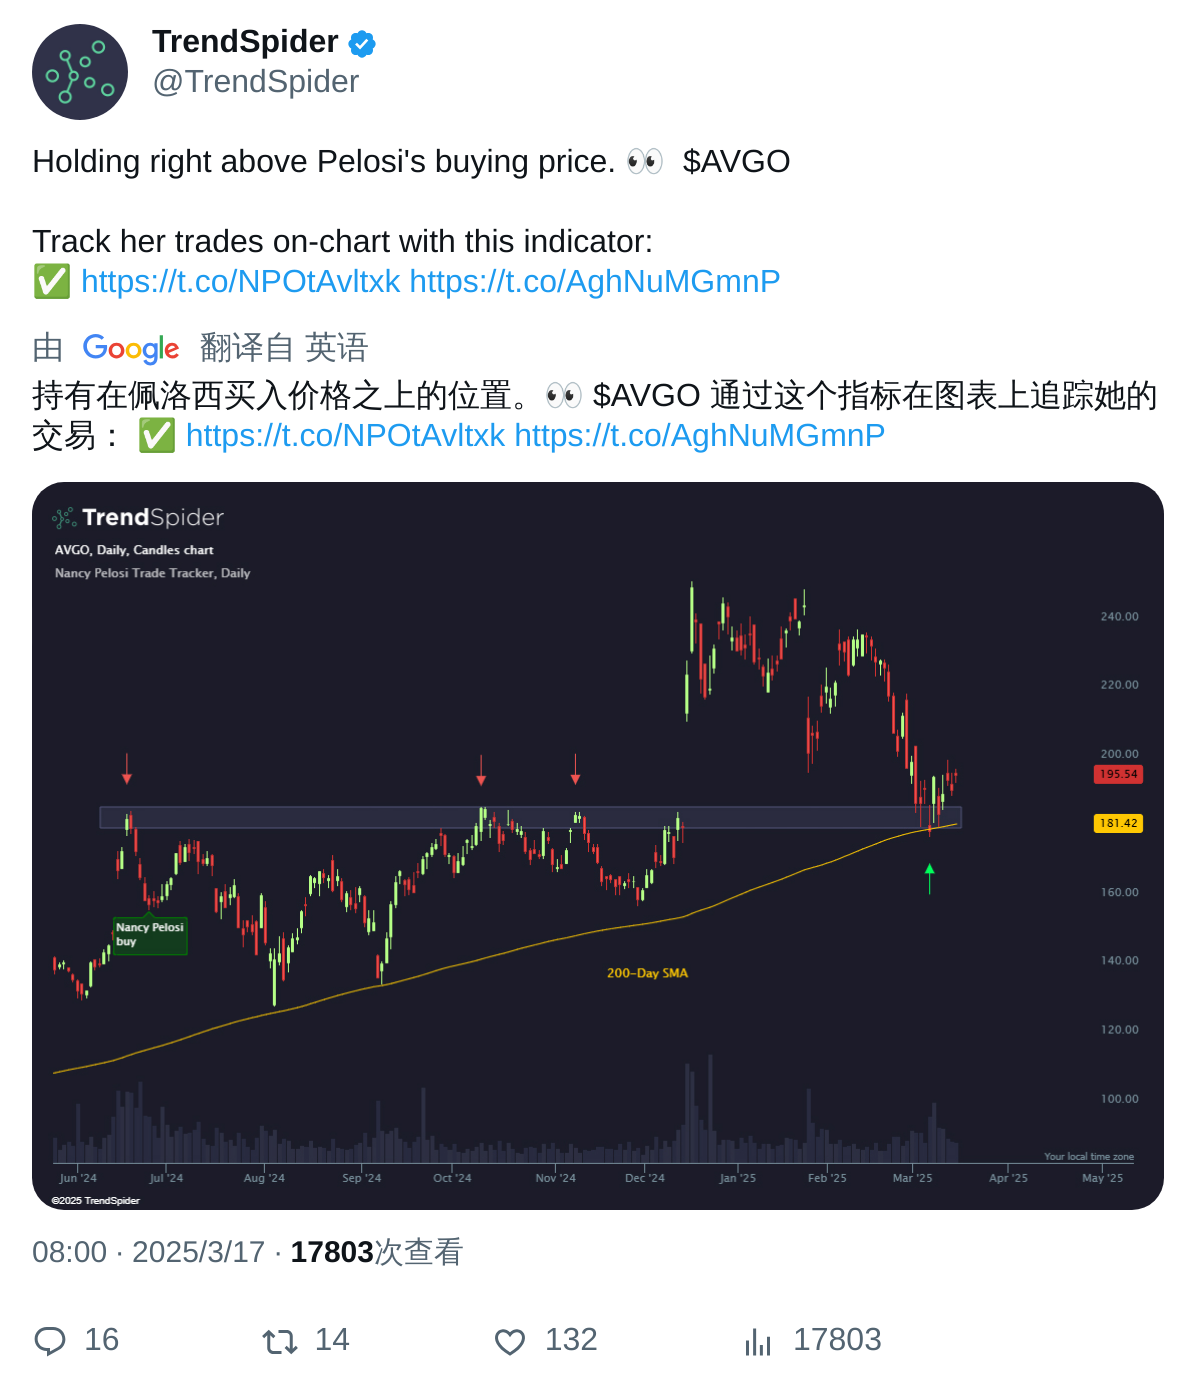 TrendSpider
@TrendSpider
Holding right above Pelosi's buying price. 👀 $AVGO
Track her trades on-chart with this indicator:
✅ https://t.co/NPOtAvltxk https://t.co/AghNuMGmnP
由 Google 翻译自 英语
持有在佩洛西买入价格之上的位置。👀 $AVGO 通过这个指标在图表上追踪她的
交易： ✅ https://t.co/NPOtAvltxk https://t.co/AghNuMGmnP
TrendSpider
AVGO, Daily, Candles chart
Nancy Pelosi Trade Tracker, Daily
240.00
220.00
200.00
195.54
181.42
160.00
140.00
120.00
100.00
Nancy Pelosi
buy
200-Day SMA
Your local time zone
Jun '24 Jul '24 Aug '24 Sep '24 Oct '24 Nov '24 Dec '24 Jan '25 Feb '25 Mar '25 Apr '25 May '25
©2025 TrendSpider
08:00 · 2025/3/17 · 17803次查看
16 14 132 17803